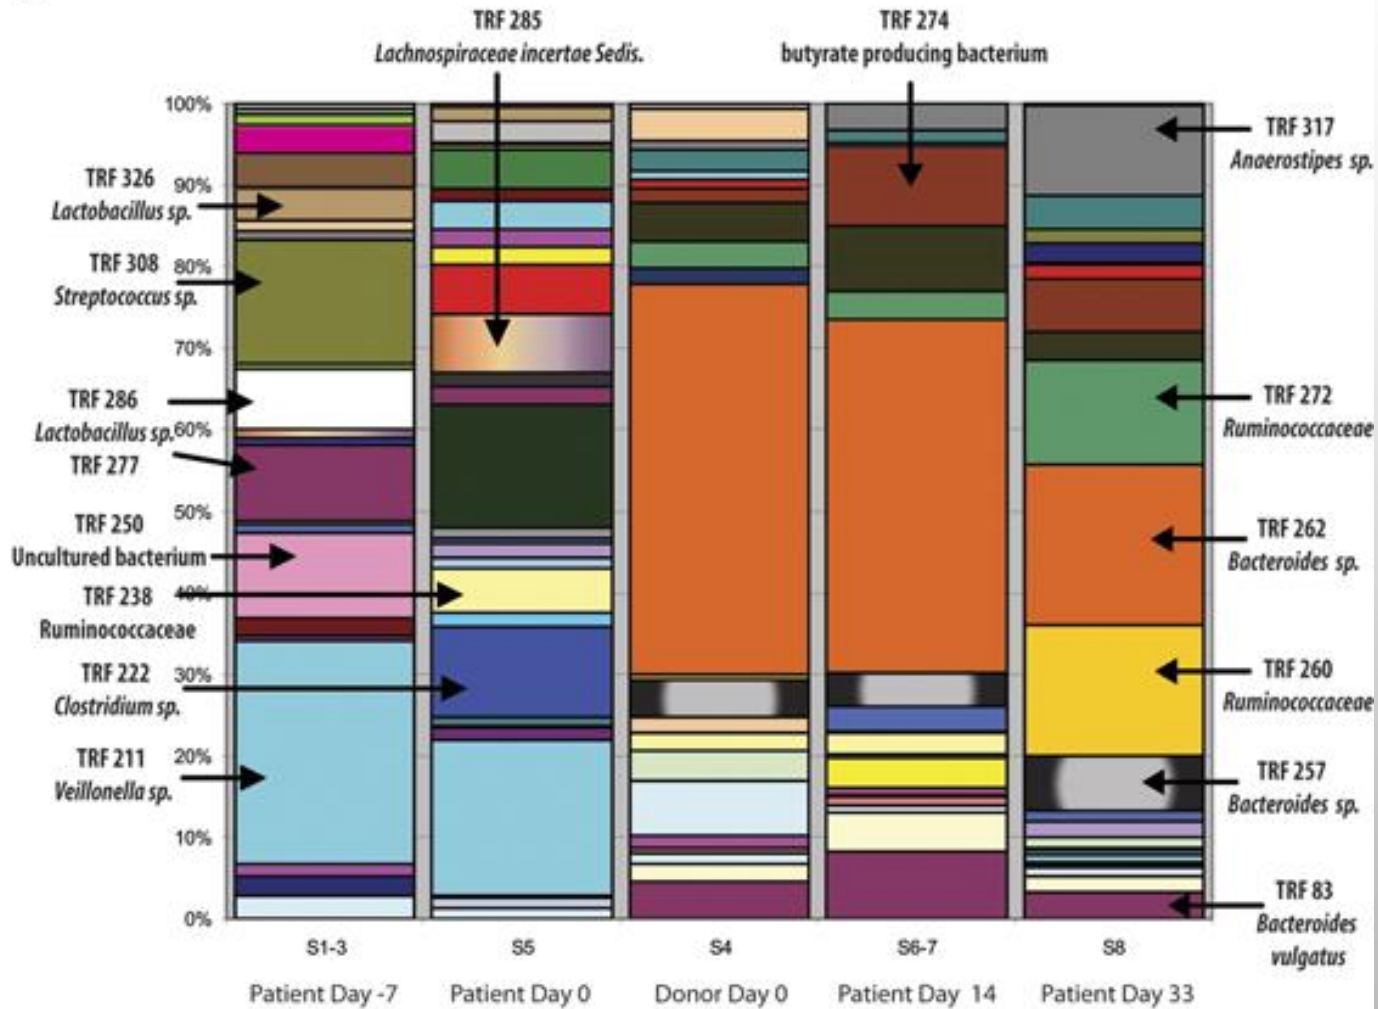 TRF 285
Lachnospiraceae incertae Sedis.
TRF 274
butyrate producing bacterium
100%
90%
80%
70%
60%
50%
40%
30%
20%
10%
0%
TRF 326
Lactobacillus sp.
TRF 308
Streptococcus sp.
TRF 286
Lactobacillus sp.
TRF 277
TRF 250
Uncultured bacterium
TRF 238
Ruminococcaceae
TRF 222
Clostridium sp.
TRF 211
Veillonella sp.
TRF 317
Anaerostipes sp.
TRF 272
Ruminococcaceae
TRF 262
Bacteroides sp.
TRF 260
Ruminococcaceae
TRF 257
Bacteroides sp.
TRF 83
Bacteroides
vulgatus
S1-3 S5 S4 S6-7 S8
Patient Day -7 Patient Day 0 Donor Day 0 Patient Day 14 Patient Day 33